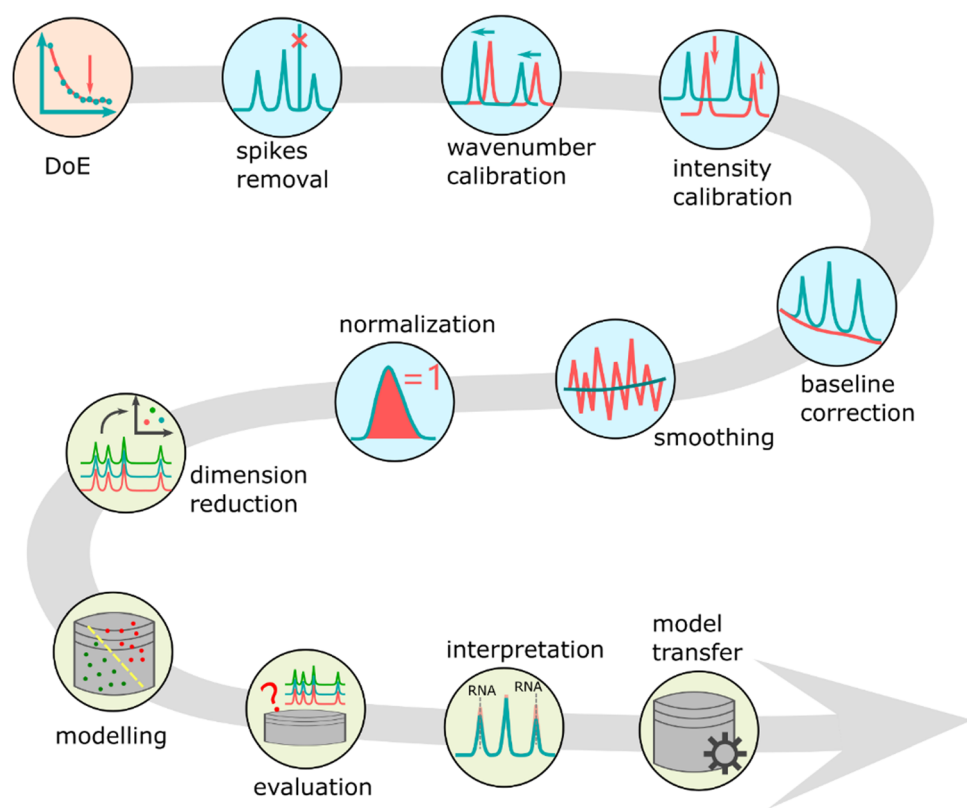 DoE
spikes
removal
wavenumber
calibration
intensity
calibration
baseline
correction
smoothing
normalization
=1
dimension
reduction
modelling
?
evaluation
interpretation
RNA
RNA
model
transfer